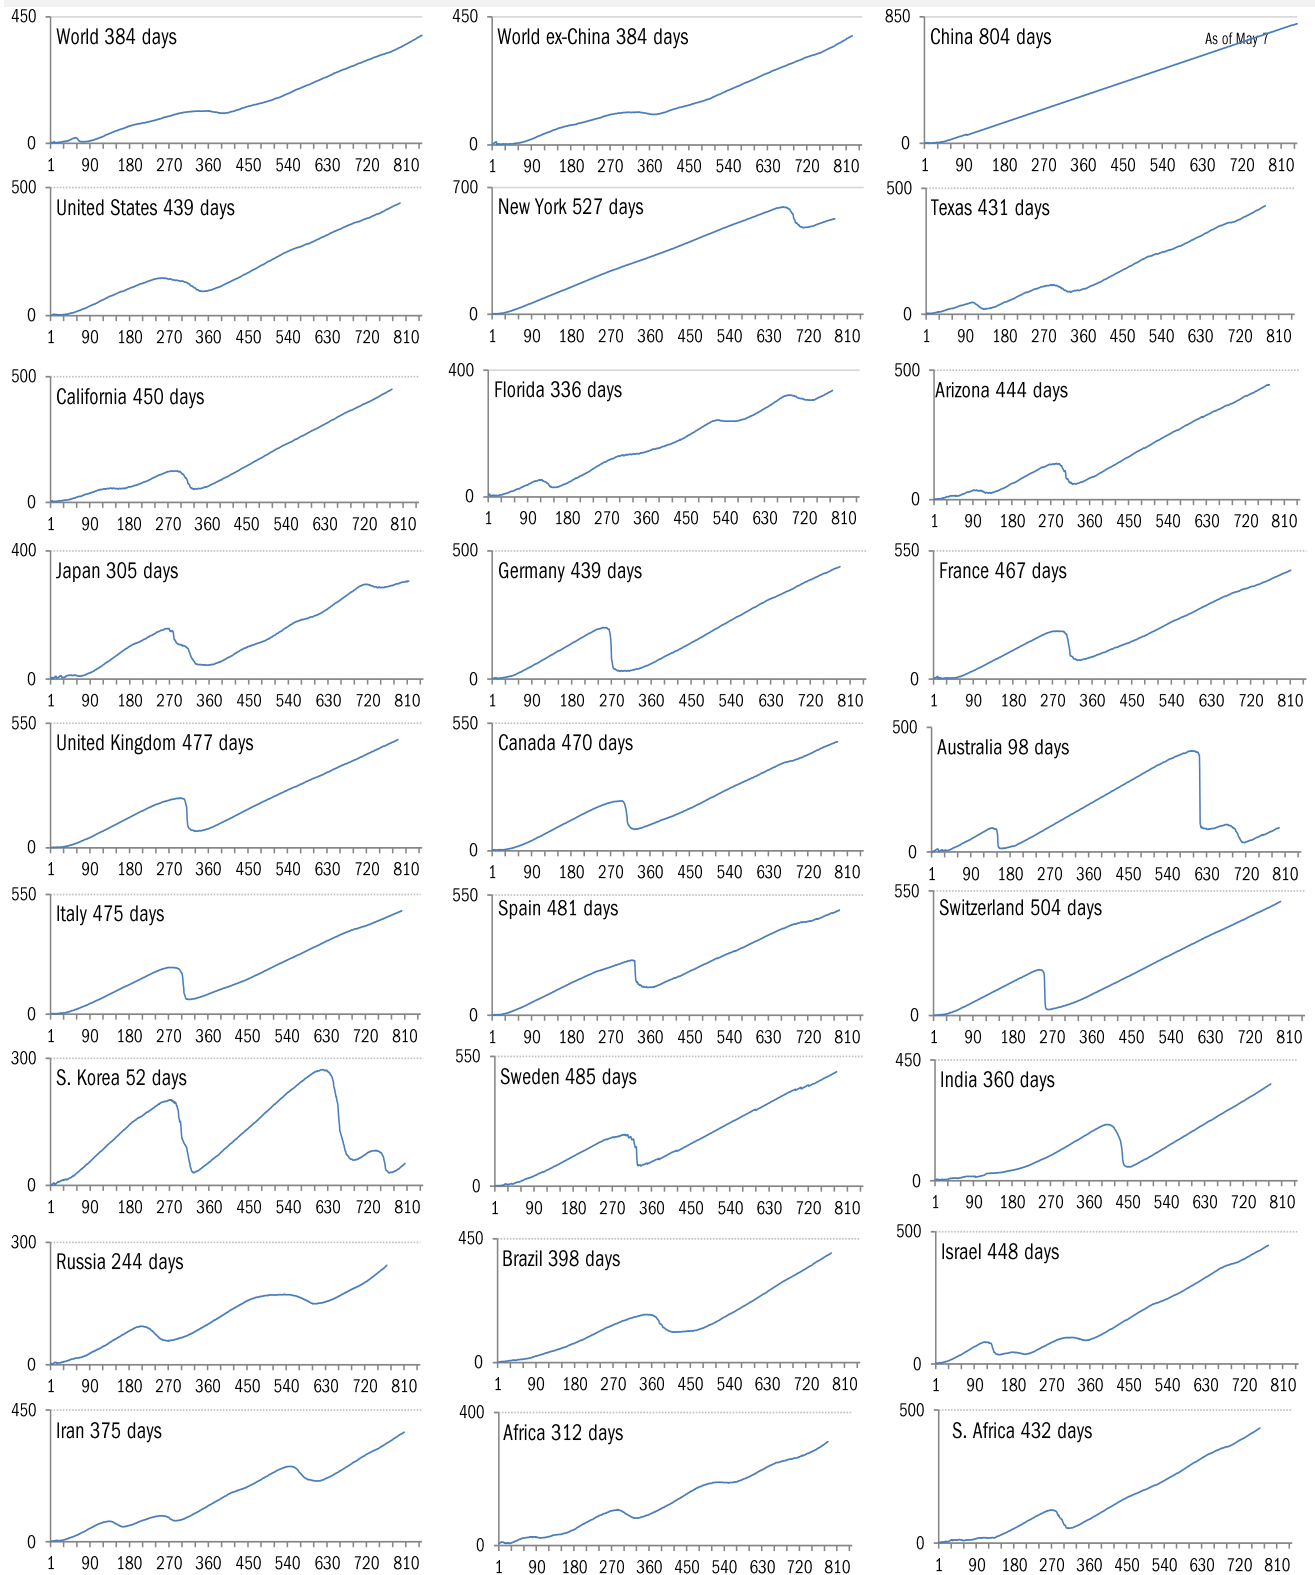 450
World 384 days
0
1 90 180 270 360 450 540 630 720 810
450
World ex-China 384 days
0
1 90 180 270 360 450 540 630 720 810
850
China 804 days
As of May 7
0
1 90 180 270 360 450 540 630 720 810
500
United States 439 days
0
1 90 180 270 360 450 540 630 720 810
700
New York 527 days
0
1 90 180 270 360 450 540 630 720 810
500
Texas 431 days
0
1 90 180 270 360 450 540 630 720 810
500
California 450 days
0
1 90 180 270 360 450 540 630 720 810
400
Florida 336 days
0
1 90 180 270 360 450 540 630 720 810
500
Arizona 444 days
0
1 90 180 270 360 450 540 630 720 810
400
Japan 305 days
0
1 90 180 270 360 450 540 630 720 810
500
Germany 439 days
0
1 90 180 270 360 450 540 630 720 810
550
France 467 days
0
1 90 180 270 360 450 540 630 720 810
550
United Kingdom 477 days
0
1 90 180 270 360 450 540 630 720 810
550
Canada 470 days
0
1 90 180 270 360 450 540 630 720 810
500
Australia 98 days
0
1 90 180 270 360 450 540 630 720 810
550
Italy 475 days
0
1 90 180 270 360 450 540 630 720 810
550
Spain 481 days
0
1 90 180 270 360 450 540 630 720 810
550
Switzerland 504 days
0
1 90 180 270 360 450 540 630 720 810
300
S. Korea 52 days
0
1 90 180 270 360 450 540 630 720 810
550
Sweden 485 days
0
1 90 180 270 360 450 540 630 720 810
450
India 360 days
0
1 90 180 270 360 450 540 630 720 810
300
Russia 244 days
0
1 90 180 270 360 450 540 630 720 810
450
Brazil 398 days
0
1 90 180 270 360 450 540 630 720 810
500
Israel 448 days
0
1 90 180 270 360 450 540 630 720 810
450
Iran 375 days
0
1 90 180 270 360 450 540 630 720 810
400
Africa 312 days
0
1 90 180 270 360 450 540 630 720 810
500
S. Africa 432 days
0
1 90 180 270 360 450 540 630 720 810